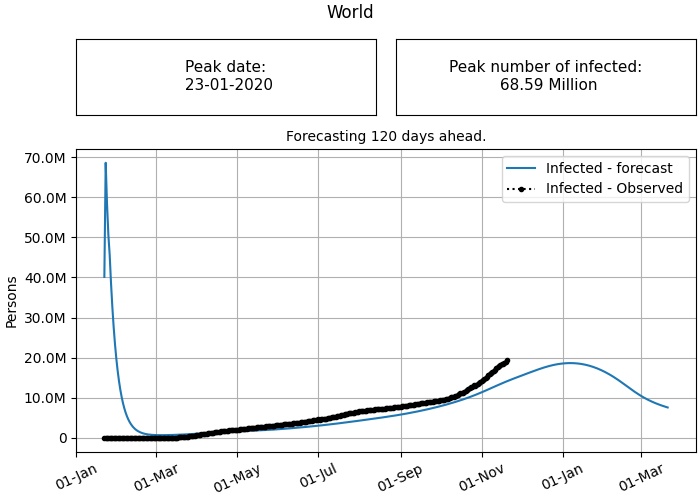 World
Peak date:
23-01-2020
Peak number of infected:
68.59 Million
Forecasting 120 days ahead.
Infected - forecast
Infected - Observed
Persons
70.0M
60.0M
50.0M
40.0M
30.0M
20.0M
10.0M
0
01-Jan
01-Mar
01-May
01-Jul
01-Sep
01-Nov
01-Jan
01-Mar